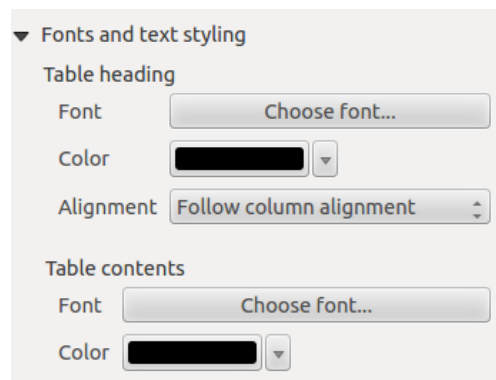 Fonts and text styling
Table heading
Font Choose font...
Color
Alignment Follow column alignment
Table contents
Font Choose font...
Color